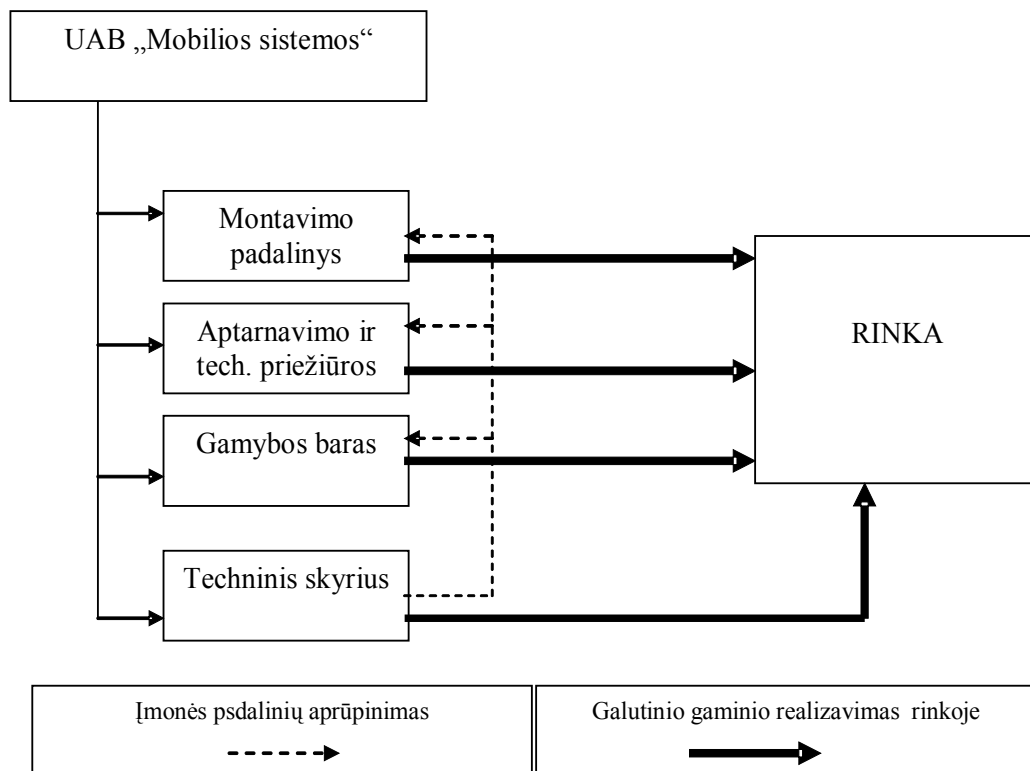 UAB „Mobilios sistemos“
Montavimo
padalinys
Aptarnavimo ir
tech. priežiūros
Gamybos baras
Techninis skyrius
RINKA
Įmonės psdalinių aprūpinimas
Galutinio gaminio realizavimas rinkoje